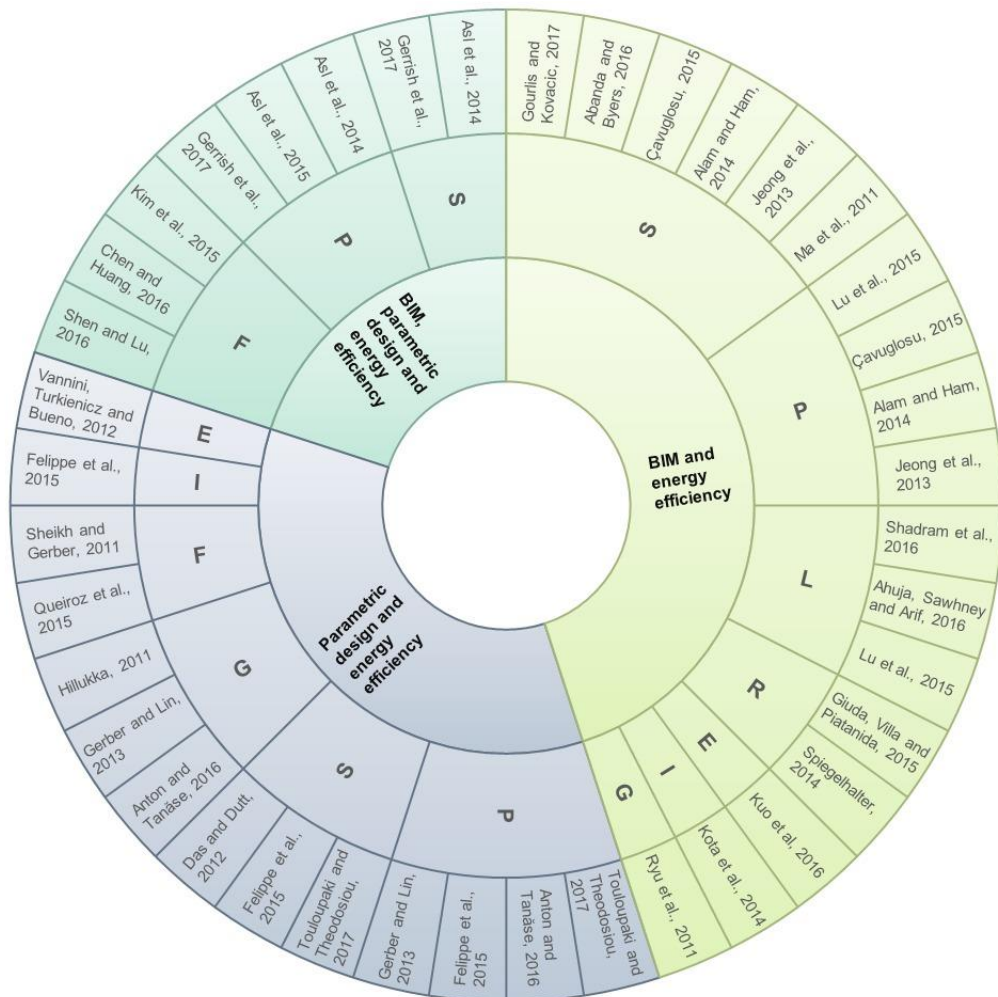 Asl et al., 2014
Gerrish et al.,
2017
Asl et al., 2014
Asl et al., 2015
Gerrish et al.,
2017
Kim et al., 2015
Chen and
Huang, 2016
Shen and Lu,
2016
S
P
F
BIM,
parametric
design and
energy
efficiency
Gourlis and
Kovacic, 2017
Abanda and
Byers, 2016
Çavuglosu, 2015
Alam and Ham,
2014
Jeong et al.,
2013
Ma et al., 2011
Lu et al., 2015
Çavuglosu, 2015
Alam and Ham,
2014
Jeong et al.,
2013
Shadram et al.,
2016
Ahuja, Sawhney
and Arif, 2016
Lu et al., 2015
Giuda, Villa and
Piatanida, 2015
Spiegelhalter,
2014
Kuo et al, 2016
Kota et al., 2014
Ryu et al., 2011
S
P
L
R
E
I
G
BIM and
energy
efficiency
Vannini,
Turkienicz and
Bueno, 2012
Felippe et al.,
2015
Sheikh and
Gerber, 2011
Queiroz et al.,
2015
Hillukka, 2011
Gerber and Lin,
2013
Anton and
Tanăse, 2016
Das and Dutt,
2012
Felippe et al.,
2015
Touloupaki and
Theodosiou,
2017
Gerber and Lin,
2013
Felippe et al.,
2015
Anton and
Tanăse, 2016
Touloupaki and
Theodosiou,
2017
E
I
F
G
S
P
Parametric
design and
energy
efficiency